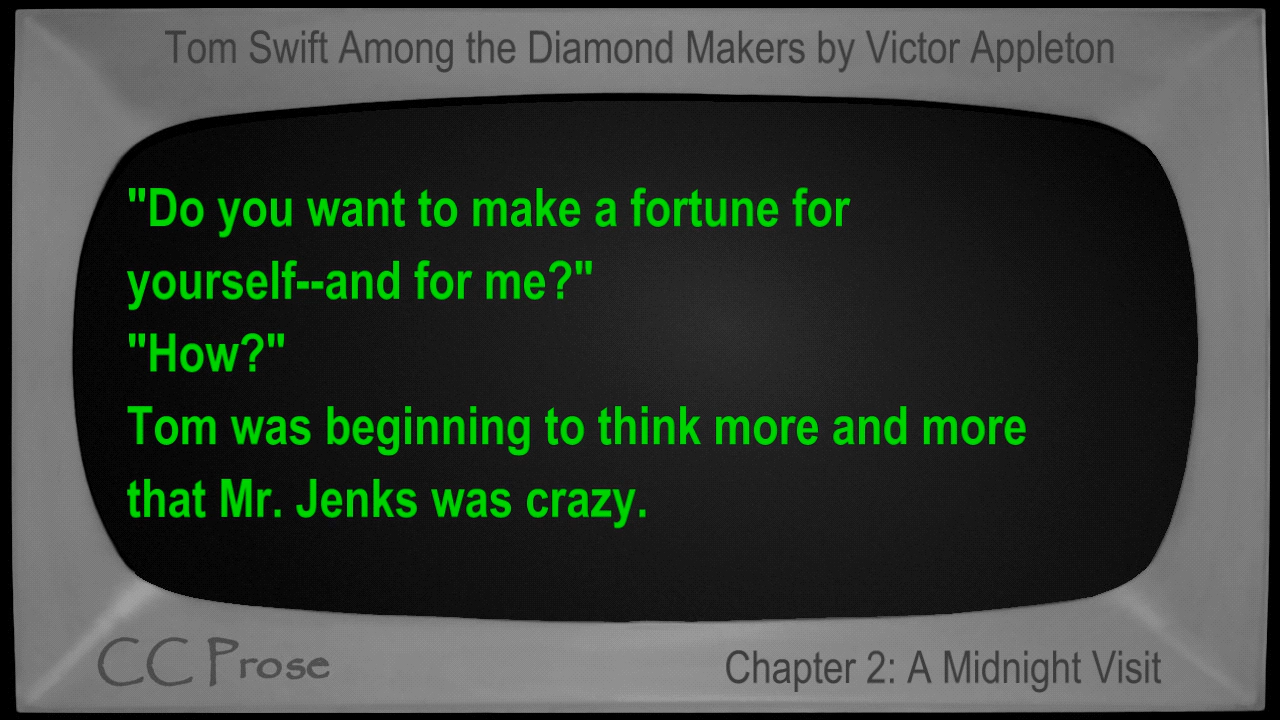 Tom Swift Among the Diamond Makers by Victor Appleton
"Do you want to make a fortune for
yourself--and for me?"
"How?"
Tom was beginning to think more and more
that Mr. Jenks was crazy.
CC Prose
Chapter 2: A Midnight Visit